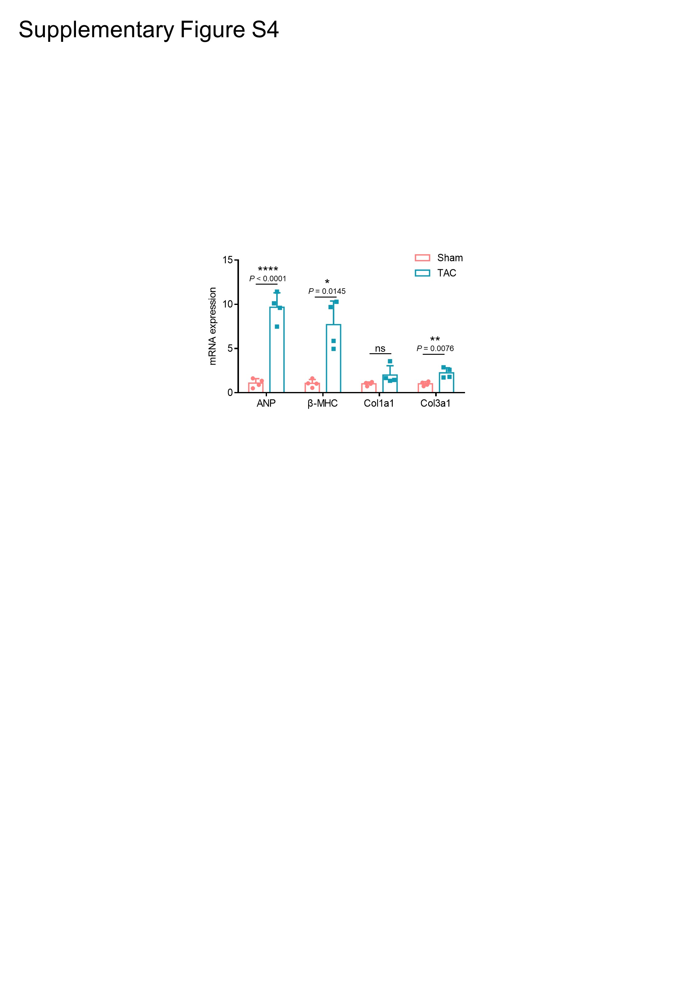 Supplementary Figure S4
Sham
TAC
15
10
5
0
mRNA expression
****
P < 0.0001
*
P = 0.0145
ns
**
P = 0.0076
ANP
β-MHC
Col1a1
Col3a1